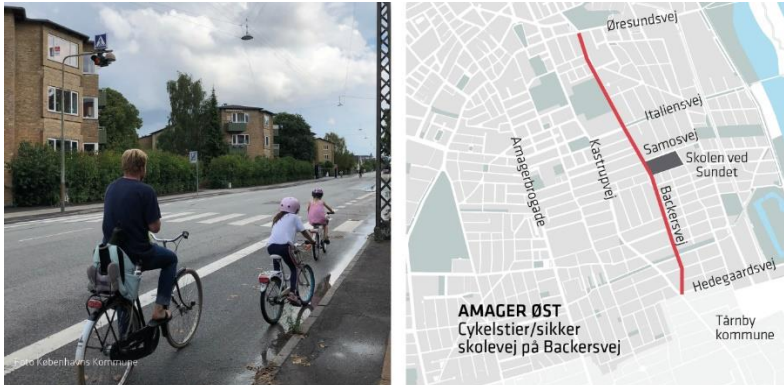 Foto Københavns Kommune
Øresundsvej
Italiensvej
Samosvej
Skolen ved
Sundet
Amagerbrogade
Kastrupvej
Backersvej
Hedegaardsvej
AMAGER ØST
Cykelstier/sikker
skolevej på Backersvej
Tårnby
kommune